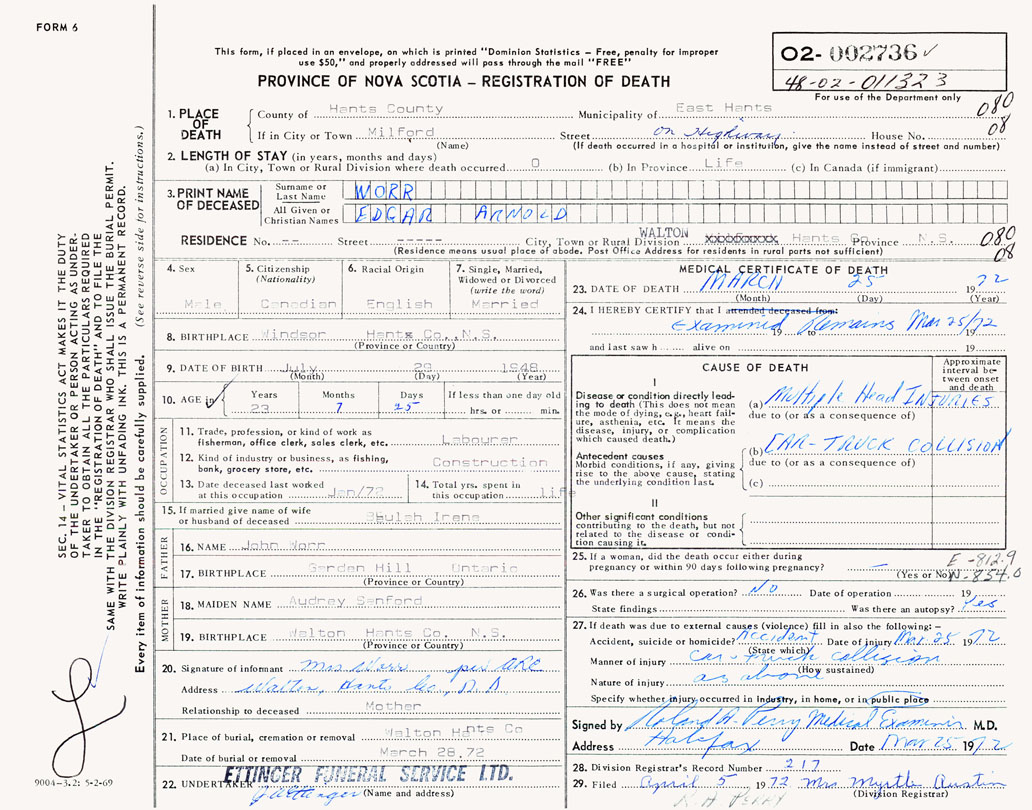 FORM 6
This form, if placed in an envelope, on which is printed "Dominion Statistics – Free, penalty for improper
use $50," and properly addressed will pass through the mail "FREE"
PROVINCE OF NOVA SCOTIA – REGISTRATION OF DEATH
02- 002736 ✓
48-02-011323
For use of the Department only
080
08
1. PLACE OF DEATH
County of Hants County Municipality of East Hants
If in City or Town Milford Street on Highway House No.
(Name) (If death occurred in a hospital or institution, give the name instead of street and number)
2. LENGTH OF STAY (in years, months and days)
(a) In City, Town or Rural Division where death occurred 0 (b) In Province Life (c) In Canada (if immigrant)
3. PRINT NAME OF DECEASED
Surname or Last Name WORR
All Given or Christian Names EDGAR ARNOLD
RESIDENCE No. -- Street ----- City, Town or Rural Division WALTON Hants Co Province N.S.
080
08
(Residence means usual place of abode. Post Office Address for residents in rural parts not sufficient)
4. Sex
Male
5. Citizenship (Nationality)
Canadian
6. Racial Origin
English
7. Single, Married, Widowed or Divorced (write the word)
Married
8. BIRTHPLACE Windsor Hants Co., N.S.
(Province or Country)
9. DATE OF BIRTH July 29 1948
(Month) (Day) (Year)
10. AGE in Years Months Days If less than one day old
23 7 25 hrs. or min.
OCCUPATION
11. Trade, profession, or kind of work as
fisherman, office clerk, sales clerk, etc. Labourer
12. Kind of industry or business, as fishing,
bank, grocery store, etc. Construction
13. Date deceased last worked
at this occupation Jan/72
14. Total yrs. spent in
this occupation life
15. If married give name of wife
or husband of deceased Beulah Irene
FATHER
16. NAME John Worr
17. BIRTHPLACE Garden Hill Ontario
(Province or Country)
MOTHER
18. MAIDEN NAME Audrey Sanford
19. BIRTHPLACE Walton Hants Co. N.S.
(Province or Country)
20. Signature of informant Mrs Worr per
Address Walton, Hants Co.,
Relationship to deceased Mother
21. Place of burial, cremation or removal Walton Hants Co
Date of burial or removal March 28,72
22. UNDERTAKER ETTINGER FUNERAL SERVICE LTD.
(Name and address)
MEDICAL CERTIFICATE OF DEATH
23. DATE OF DEATH MARCH 25 1972
(Month) (Day) (Year)
24. I HEREBY CERTIFY that I attended deceased from:
Examined Remains Mar 25/72
19 to 19
and last saw h alive on 19
CAUSE OF DEATH
Approximate interval between onset and death
I
Disease or condition directly leading to death (This does not mean the mode of dying, e.g., heart failure, asthenia, etc. It means the disease, injury, or complication which caused death.)
(a) Multiple Head INJURIES
due to (or as a consequence of)
Antecedent causes
Morbid conditions, if any, giving rise to the above cause, stating the underlying condition last.
(b) CAR-TRUCK COLLISION
due to (or as a consequence of)
(c)
II
Other significant conditions contributing to the death, but not related to the disease or condition causing it.
25. If a woman, did the death occur either during
pregnancy or within 90 days following pregnancy? —
(Yes or No)
E-812.9
N-854.0
26. Was there a surgical operation? No Date of operation 19
State findings Was there an autopsy? Yes
27. If death was due to external causes (violence) fill in also the following: –
Accident, suicide or homicide? Accident Date of injury Mar. 25 1972
(State which)
Manner of injury car-truck collision
(How sustained)
Nature of injury as above
Specify whether injury occurred in Industry, in home, or in public place
Signed by Roland A. Perry Medical Examiner M.D.
Address Halifax Date Mar 25 1972
28. Division Registrar's Record Number 217
29. Filed April 5 1972 Mrs Myrtle Austin
(Division Registrar)
R. A. PERRY
SEC. 14 – VITAL STATISTICS ACT MAKES IT THE DUTY
OF THE UNDERTAKER OR PERSON ACTING AS UNDER-
TAKER TO OBTAIN ALL THE PARTICULARS REQUIRED
IN THE "REGISTRATION OF DEATH" AND TO FILE THE
SAME WITH THE DIVISION REGISTRAR WHO SHALL ISSUE THE BURIAL PERMIT.
WRITE PLAINLY WITH UNFADING INK. THIS IS A PERMANENT RECORD.
Every item of information should be carefully supplied. (See reverse side for instructions.)
9004-3.2: 5-2-69